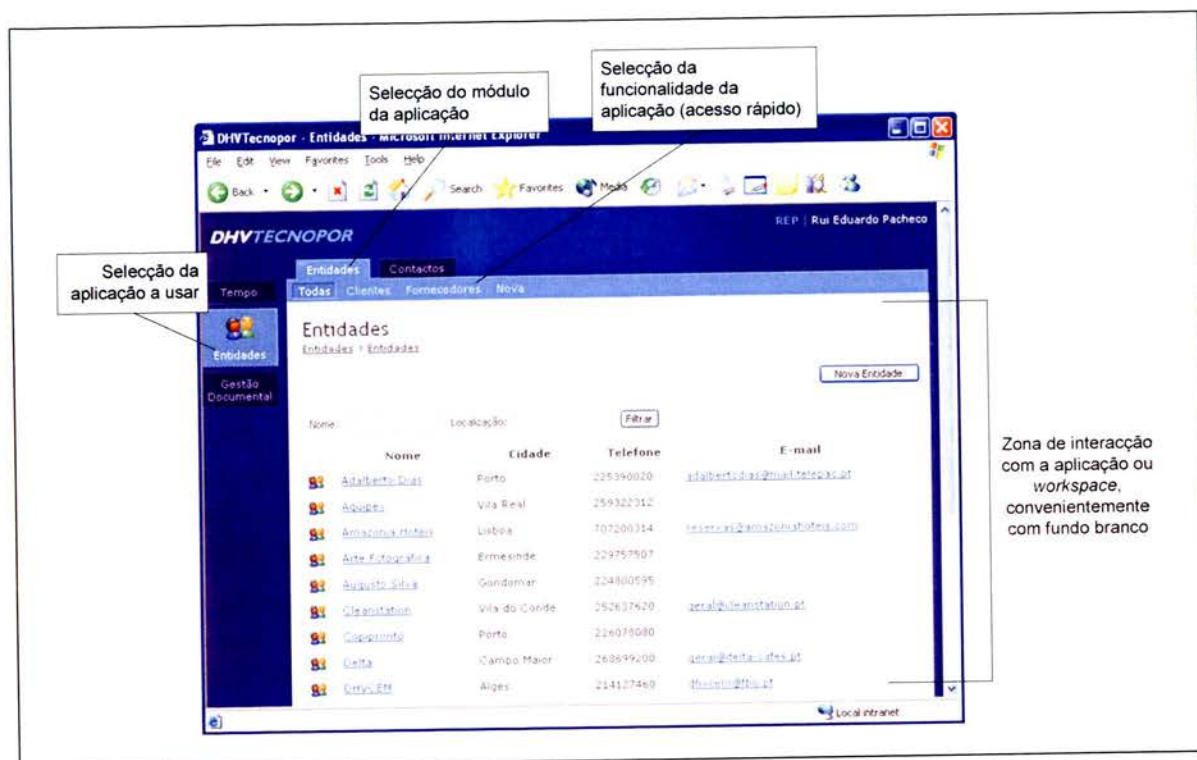 Selecção do módulo
da aplicação
Selecção da
funcionalidade da
aplicação (acesso rápido)
Selecção da
aplicação a usar
DHVTecnopor - Entidades - Microsoft Internet Explorer
File Edit View Favorites Tools Help
Back Search Favorites Media
DHVTECNOPOR
REP | Rui Eduardo Pacheco
Entidades Contactos
Tempo
Todas Clientes Fornecedores Nova
Entidades
Entidades > Entidades
Entidades
Gestão
Documental
Nova Entidade
Nome: Localização: Filtrar
Nome Cidade Telefone E-mail
Adalberto Dias Porto 225390020 adalbertodias@mail.telepac.pt
Aquipes Vila Real 259322312
Amazónia Hoteis Lisboa 707200314 reservas@amazoniahoteis.com
Arte Fotográfica Ermesinde 229757507
Augusto Silva Gondomar 224800595
Cleanstation Vila do Conde 252637620 geral@cleanstation.pt
Copipronto Porto 226078080
Delta Campo Maior 268699200 geral@delta-cafes.pt
Alges 214127460
Local intranet
Zona de interacção
com a aplicação ou
workspace,
convenientemente
com fundo branco